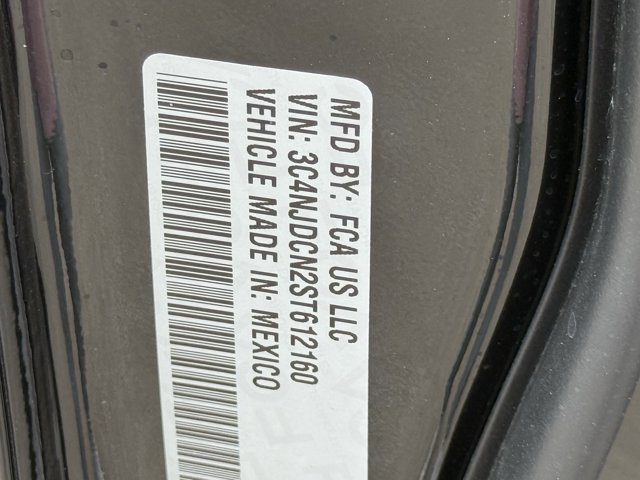 MFD BY: FCA US LLC
VIN: 3C4NJDCN2ST612160
VEHICLE MADE IN: MEXICO